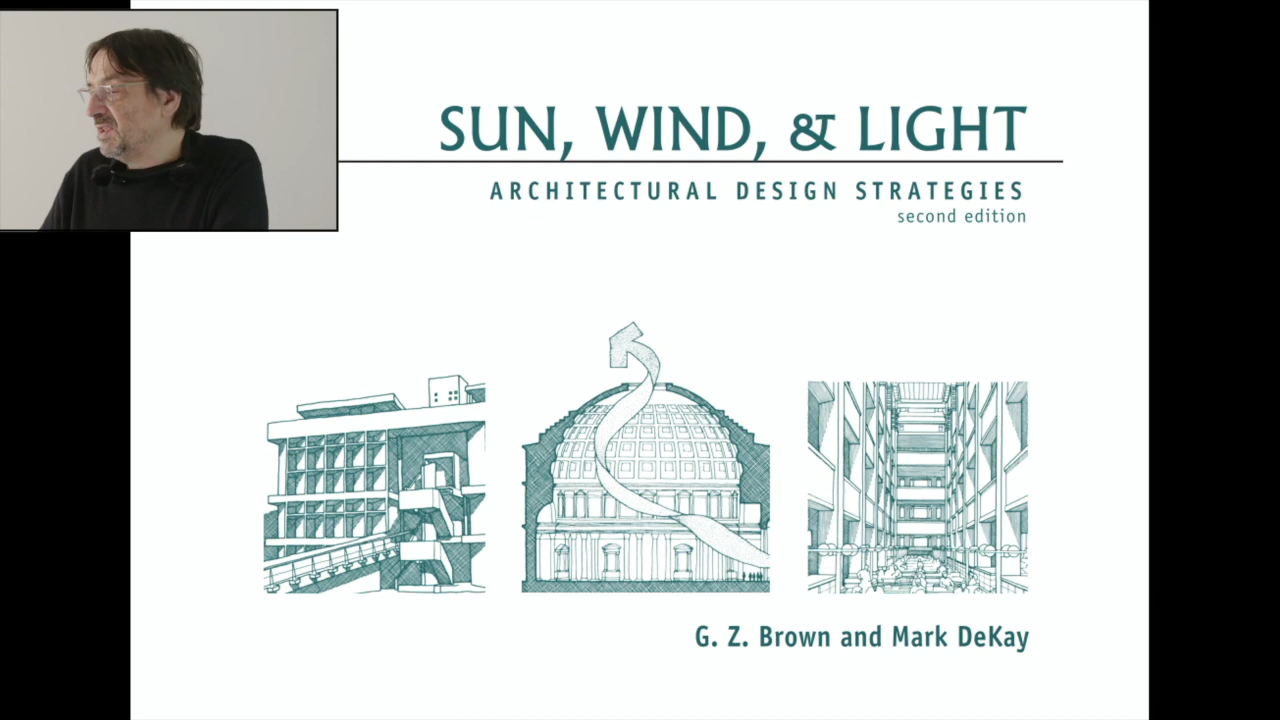 SUN, WIND, & LIGHT
ARCHITECTURAL DESIGN STRATEGIES
second edition
G. Z. Brown and Mark DeKay